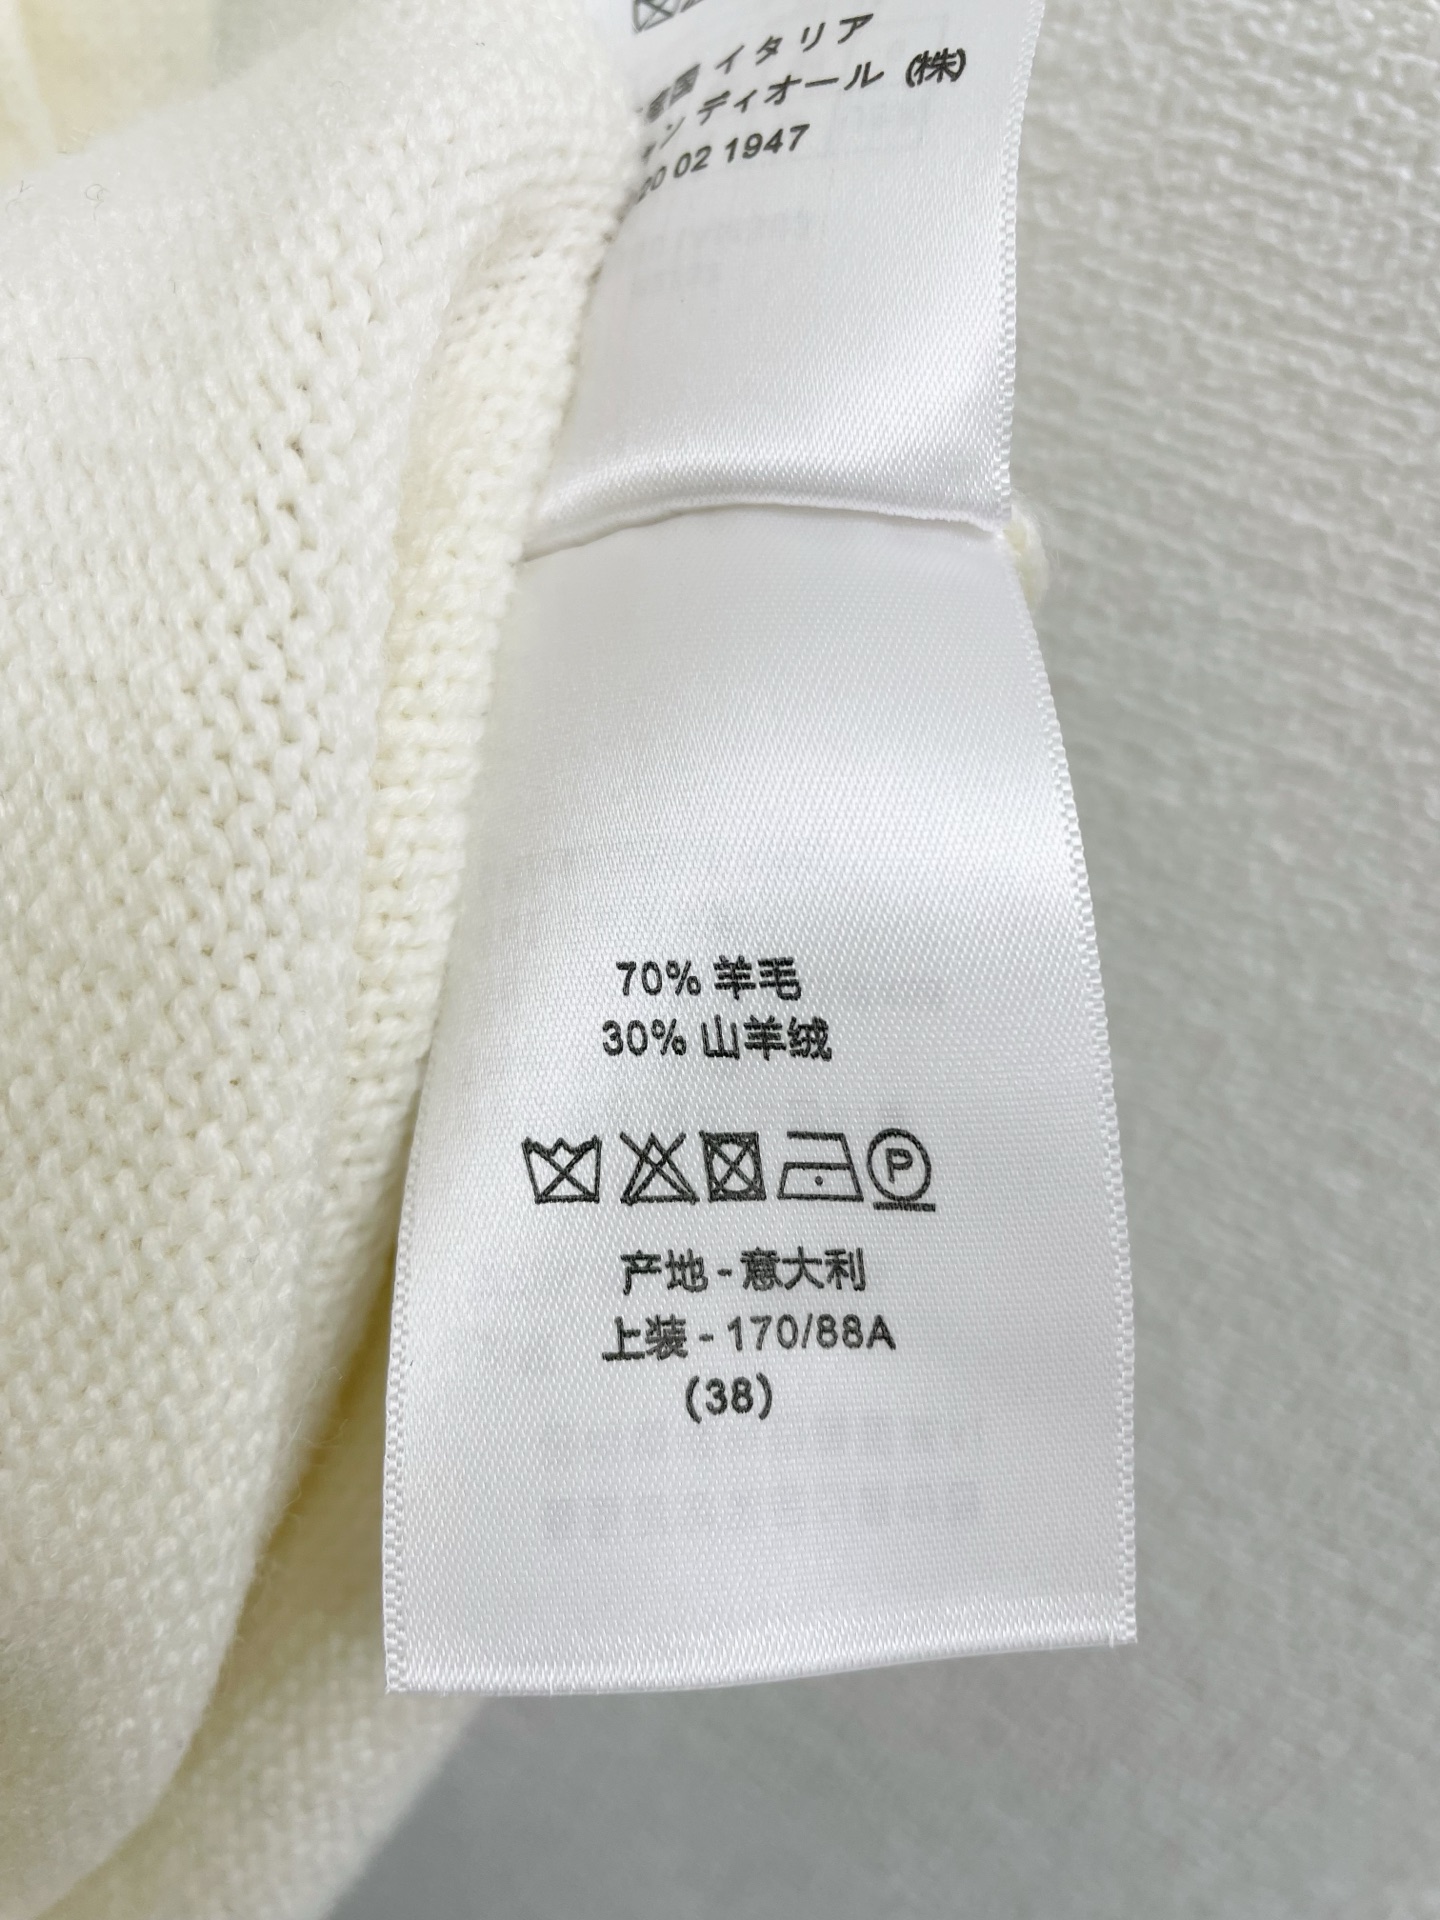 イタリア
ディオール (株)
20 02 1947
70% 羊毛
30% 山羊绒
P
产地 - 意大利
上装 - 170/88A
(38)